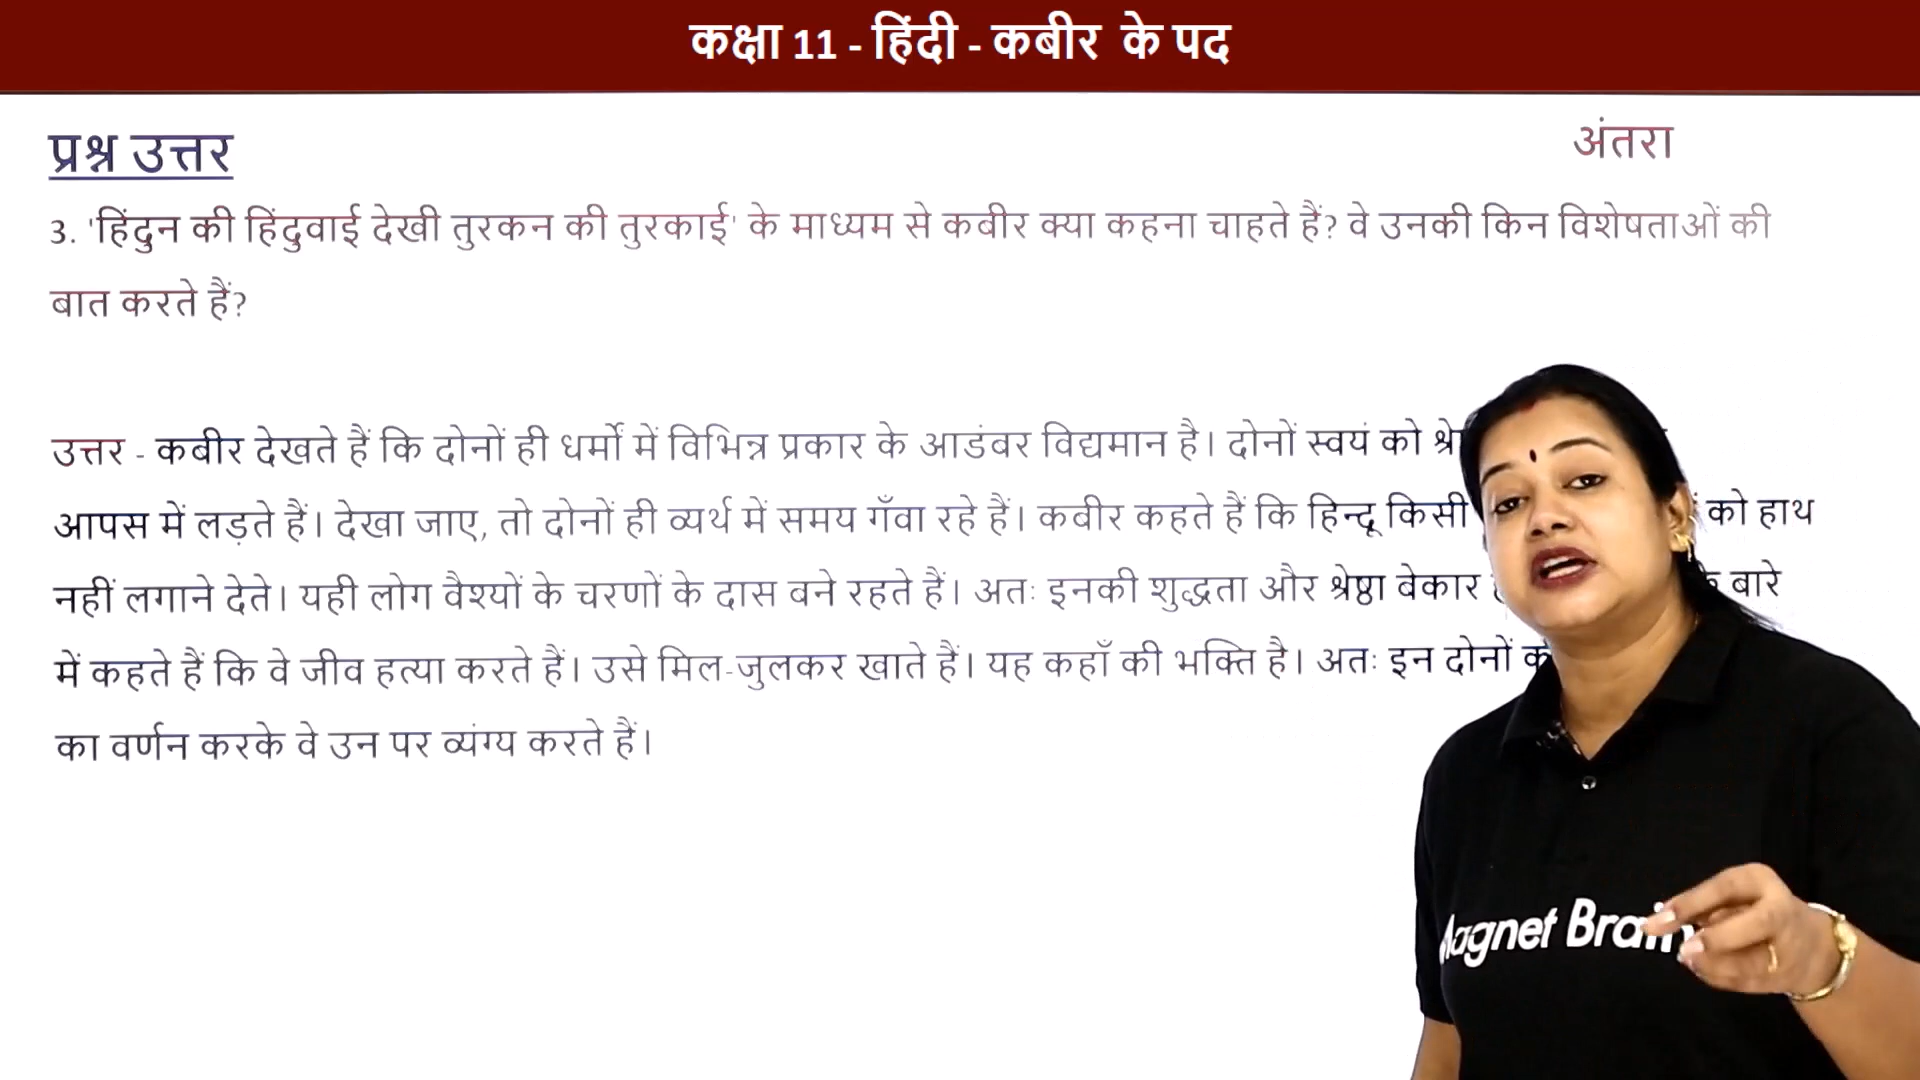 कक्षा 11 - हिंदी - कबीर के पद
प्रश्न उत्तर
अंतरा
3. 'हिंदुन की हिंदुवाई देखी तुरकन की तुरकाई' के माध्यम से कबीर क्या कहना चाहते हैं? वे उनकी किन विशेषताओं की
बात करते हैं?
उत्तर - कबीर देखते हैं कि दोनों ही धर्मों में विभिन्न प्रकार के आडंबर विद्यमान है। दोनों स्वयं को
आपस में लड़ते हैं। देखा जाए, तो दोनों ही व्यर्थ में समय गँवा रहे हैं। कबीर कहते हैं कि हिन्दू किसी को हाथ
नहीं लगाने देते। यही लोग वैश्यों के चरणों के दास बने रहते हैं। अतः इनकी शुद्धता और श्रेष्ठा बेकार बारे
में कहते हैं कि वे जीव हत्या करते हैं। उसे मिल-जुलकर खाते हैं। यह कहाँ की भक्ति है। अतः इन दोनों
का वर्णन करके वे उन पर व्यंग्य करते हैं।